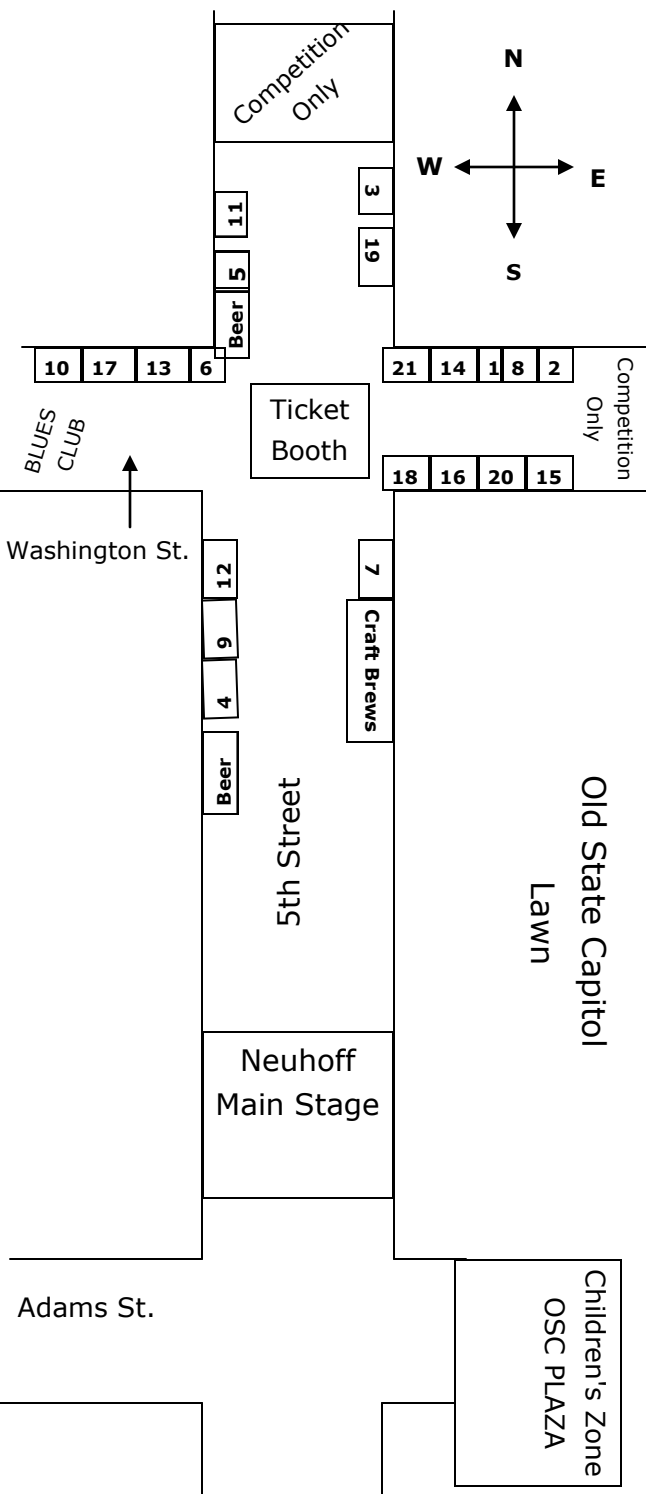 Competition
Only
N
W
E
S
3
11
19
5
Beer
10
17
13
6
21
14
1
8
2
Competition
Only
BLUES
CLUB
Ticket
Booth
18
16
20
15
Washington St.
12
7
9
Craft Brews
4
Beer
5th Street
Old State Capitol
Lawn
Neuhoff
Main Stage
Adams St.
Children's Zone
OSC PLAZA